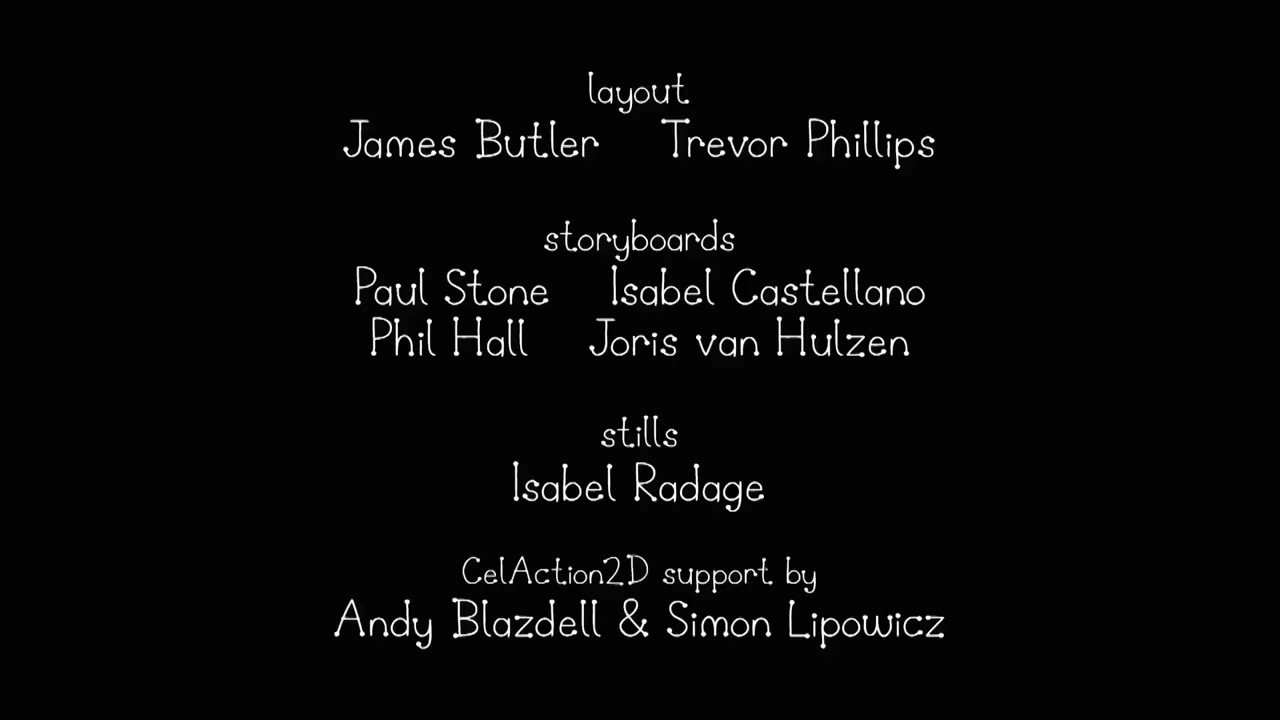 layout
James Butler Trevor Phillips
storyboards
Paul Stone Isabel Castellano
Phil Hall Joris van Hulzen
stills
Isabel Radage
CelAction2D support by
Andy Blazdell & Simon Lipowicz